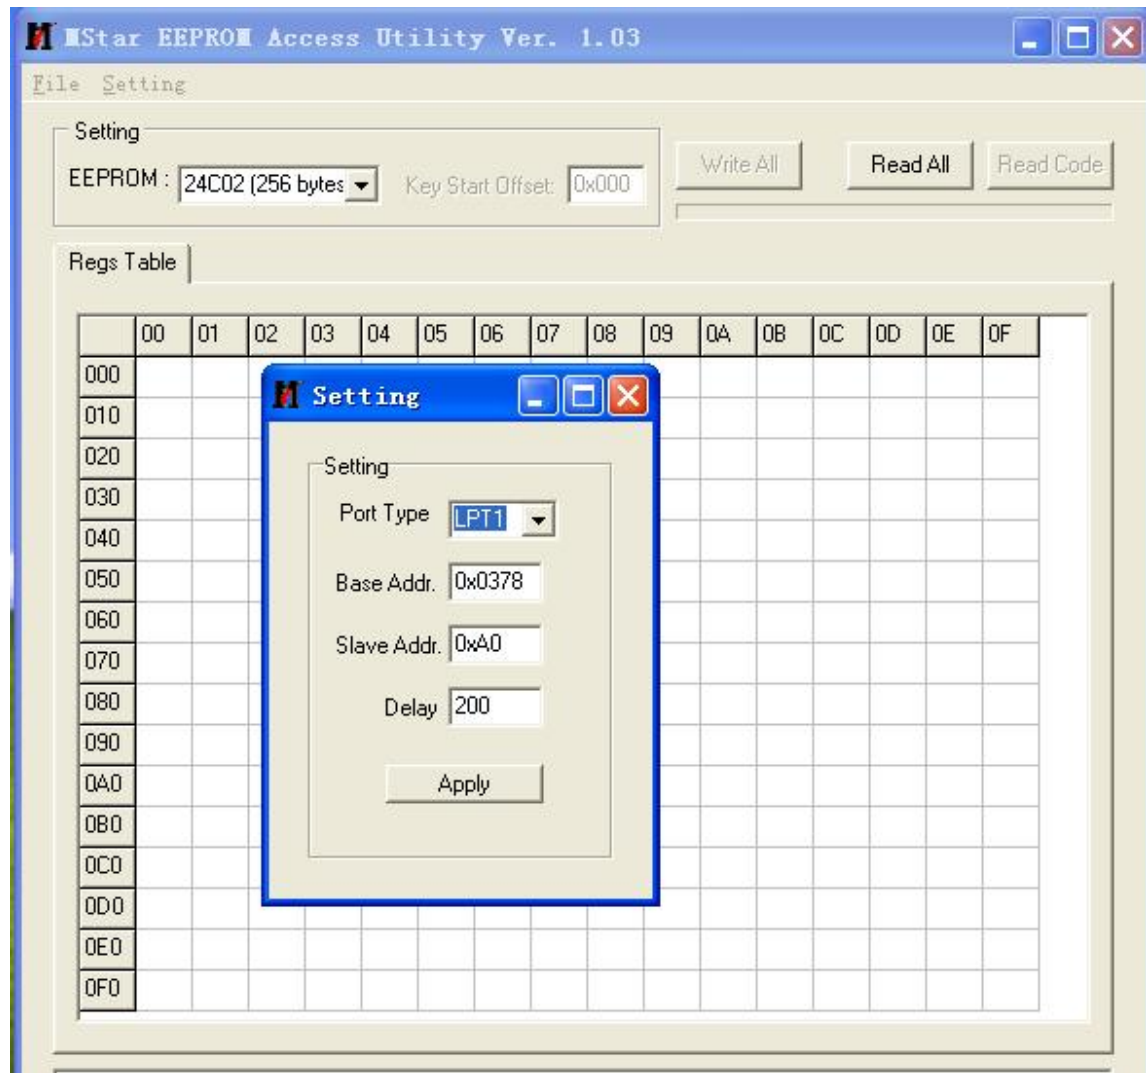 MStar EEPROM Access Utility Ver. 1.03
File Setting
Setting
EEPROM : 24C02 (256 bytes Key Start Offset: 0x000
Write All Read All Read Code
Regs Table
00 01 02 03 04 05 06 07 08 09 0A 0B 0C 0D 0E 0F
000
010
020
030
040
050
060
070
080
090
0A0
0B0
0C0
0D0
0E0
0F0
Setting
Setting
Port Type LPT1
Base Addr. 0x0378
Slave Addr. 0xA0
Delay 200
Apply